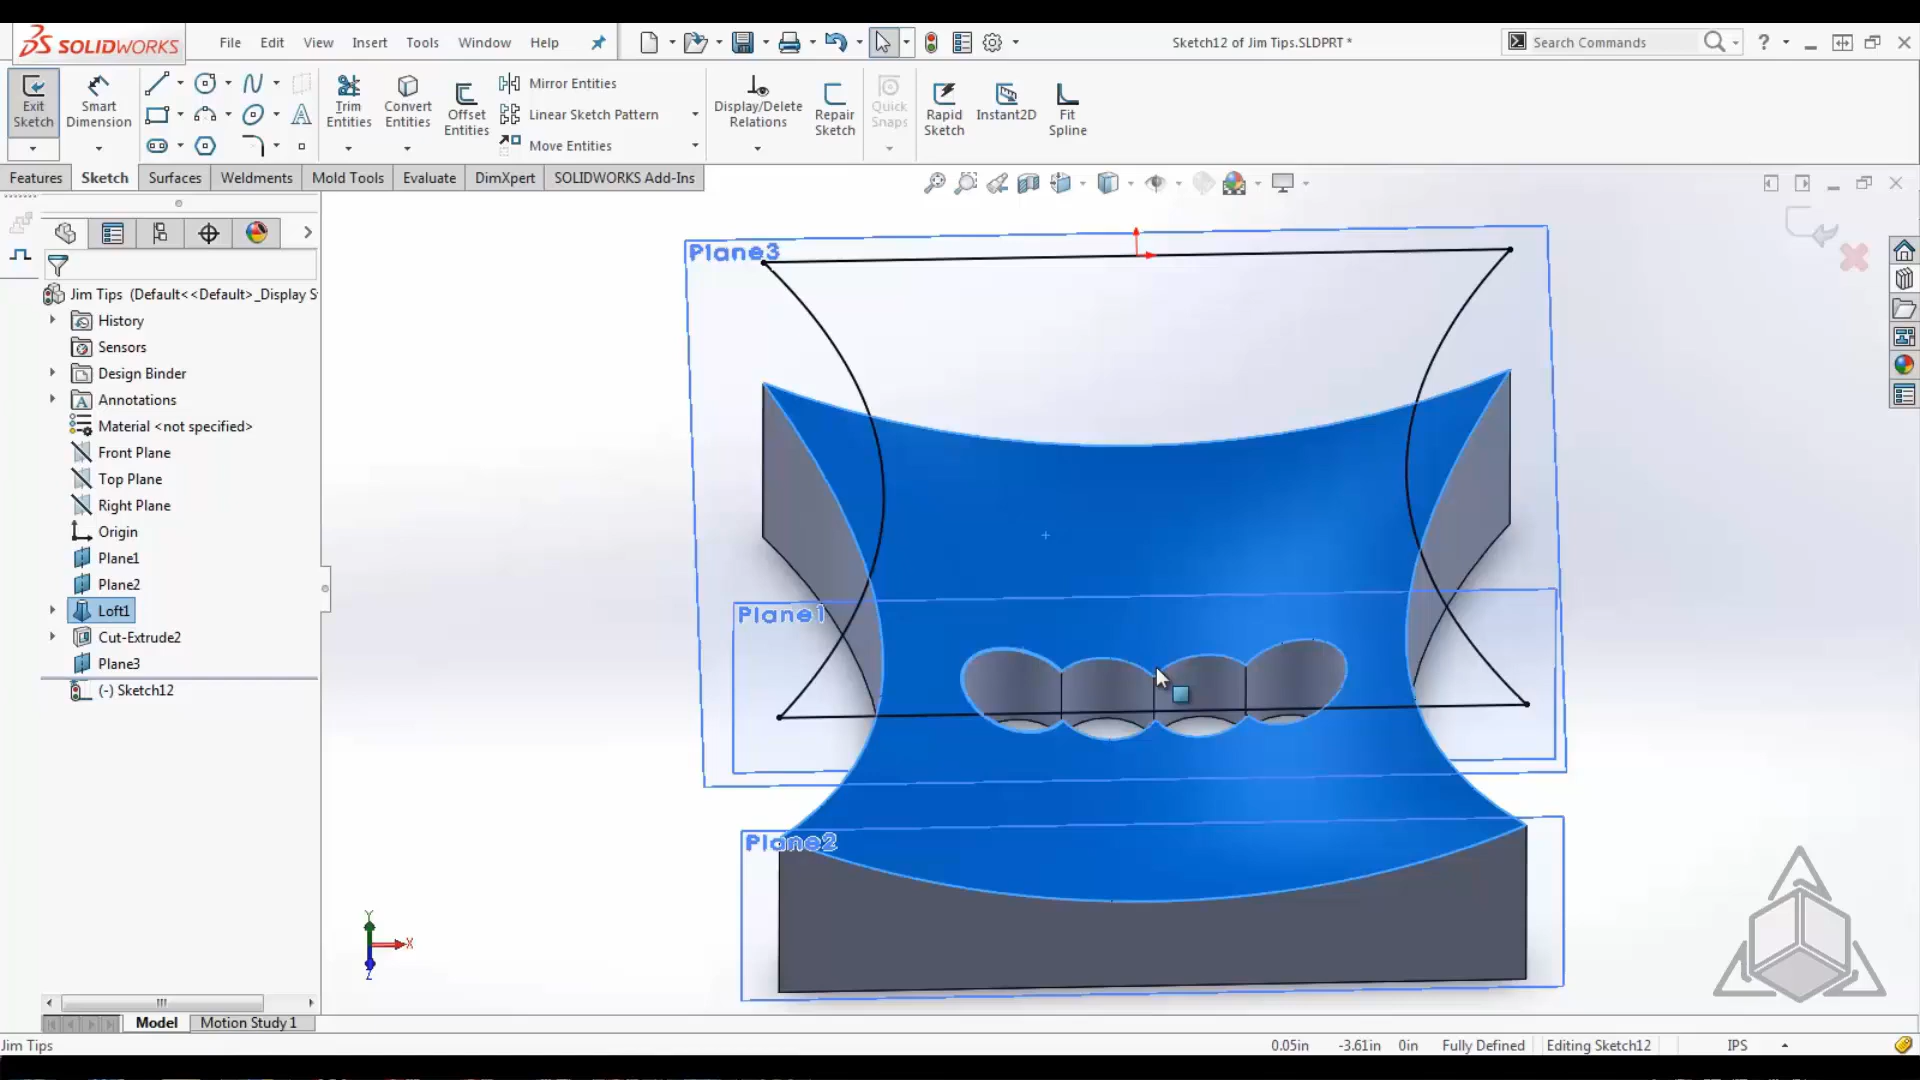 SOLIDWORKS
File Edit View Insert Tools Window Help
Sketch12 of Jim Tips.SLDPRT *
Search Commands
?
Exit Sketch
Smart Dimension
Trim Entities
Convert Entities
Offset Entities
Mirror Entities
Linear Sketch Pattern
Move Entities
Display/Delete Relations
Repair Sketch
Quick Snaps
Rapid Sketch
Instant2D
Fit Spline
Features Sketch Surfaces Weldments Mold Tools Evaluate DimXpert SOLIDWORKS Add-Ins
Jim Tips (Default<<Default>_Display S
History
Sensors
Design Binder
Annotations
Material <not specified>
Front Plane
Top Plane
Right Plane
Origin
Plane1
Plane2
Loft1
Cut-Extrude2
Plane3
(-) Sketch12
Plane3
Plane1
Plane2
Y
X
Z
Model Motion Study 1
Jim Tips
0.05in -3.61in 0in Fully Defined Editing Sketch12 IPS